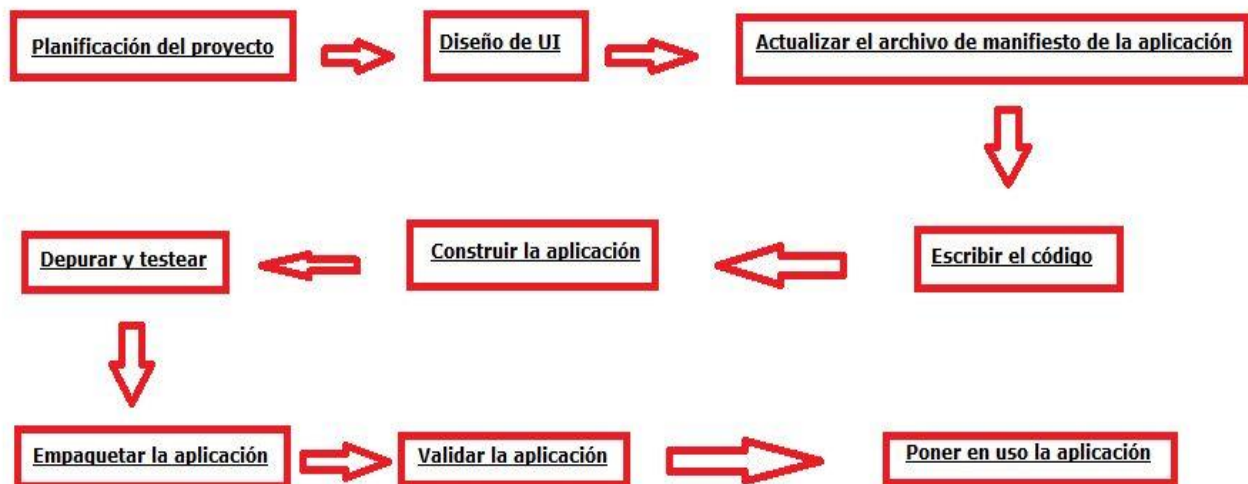 Planificación del proyecto
Diseño de UI
Actualizar el archivo de manifiesto de la aplicación
Escribir el código
Construir la aplicación
Depurar y testear
Empaquetar la aplicación
Validar la aplicación
Poner en uso la aplicación